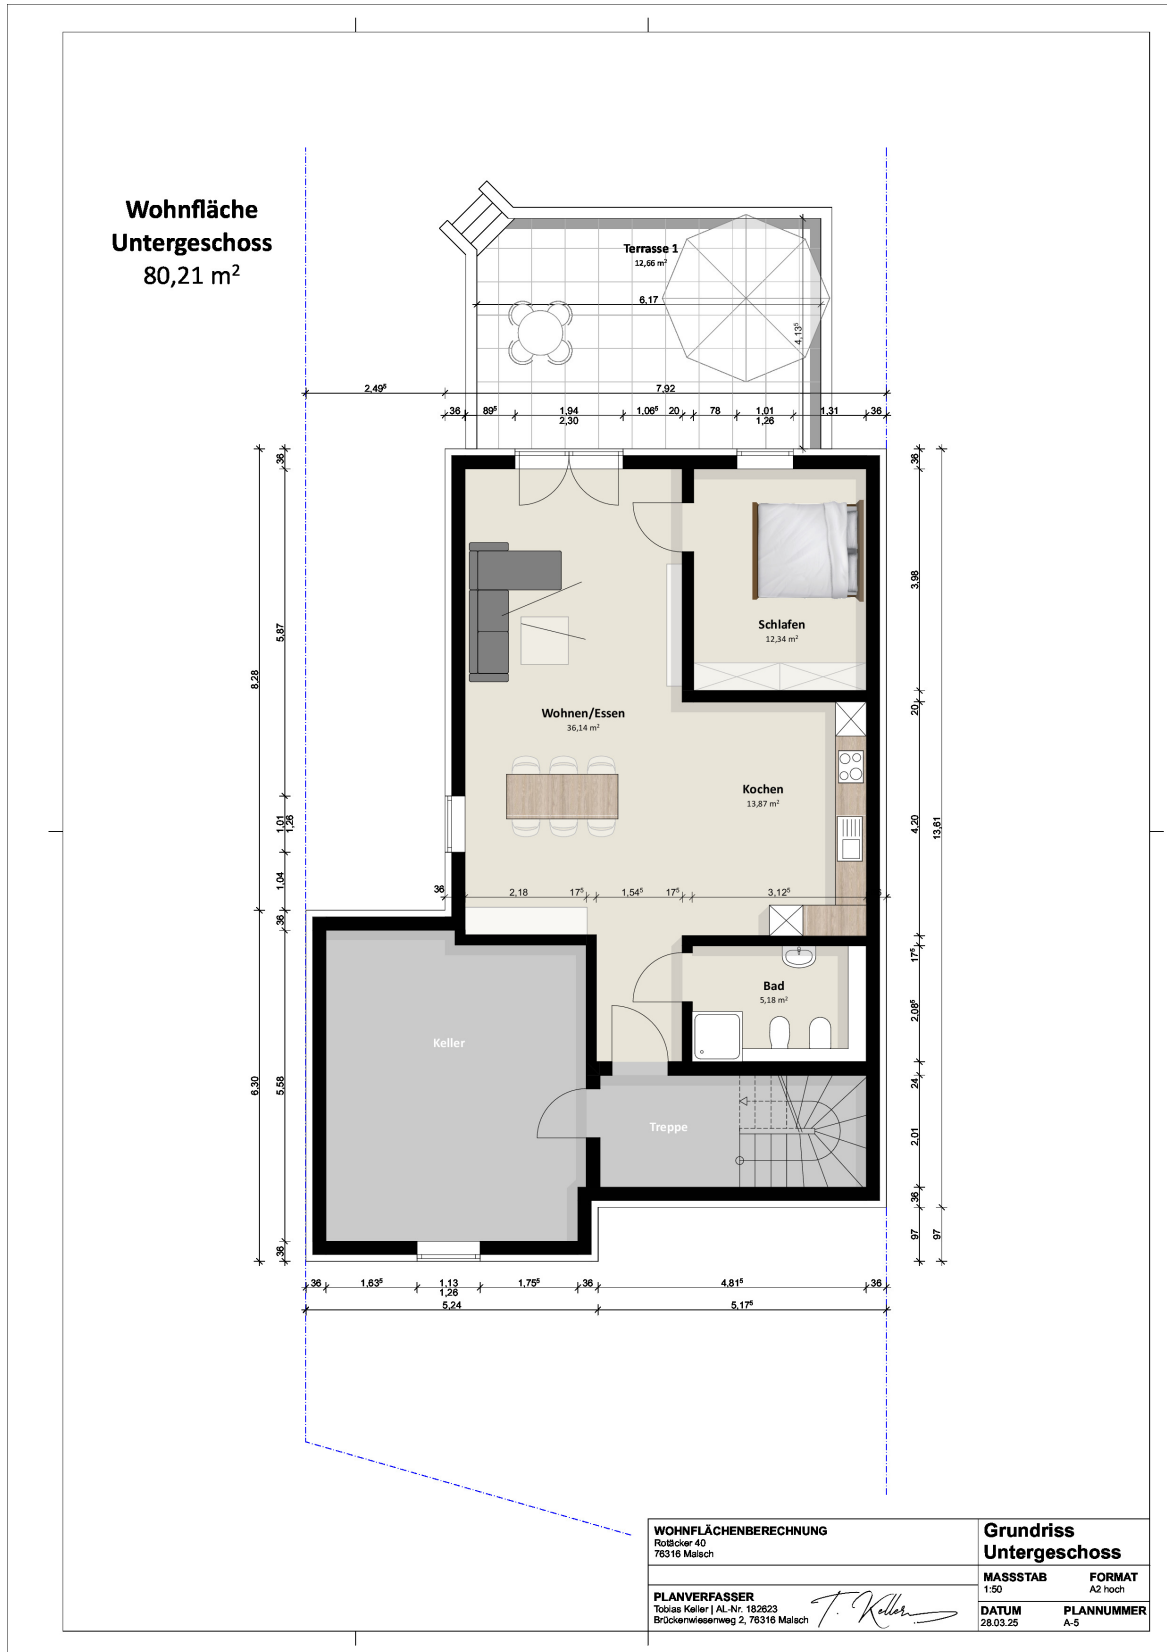 Wohnfläche
Untergeschoss
80,21 m²
Terrasse 1
12,66 m²
6,17
4,13⁵
2,49⁵
7,92
36
89⁵
1,94
2,30
1,06⁵
20
78
1,01
1,26
1,31
36
36
5,87
8,28
1,01
1,26
1,04
36
5,58
6,30
36
36
3,98
20
4,20
13,61
17⁵
2,08⁵
24
2,01
36
97
97
Schlafen
12,34 m²
Wohnen/Essen
36,14 m²
Kochen
13,87 m²
36
2,18
17⁵
1,54⁵
17⁵
3,12⁵
Bad
5,18 m²
Keller
Treppe
36
1,63⁵
1,13
1,26
1,75⁵
36
4,81⁵
36
5,24
5,17⁵
WOHNFLÄCHENBERECHNUNG
Rotäcker 40
76316 Malsch
PLANVERFASSER
Tobias Keller | AL-Nr. 182623
Brückenwiesenweg 2, 76316 Malsch
T. Keller
Grundriss
Untergeschoss
MASSSTAB FORMAT
1:50 A2 hoch
DATUM PLANNUMMER
28.03.25 A-5